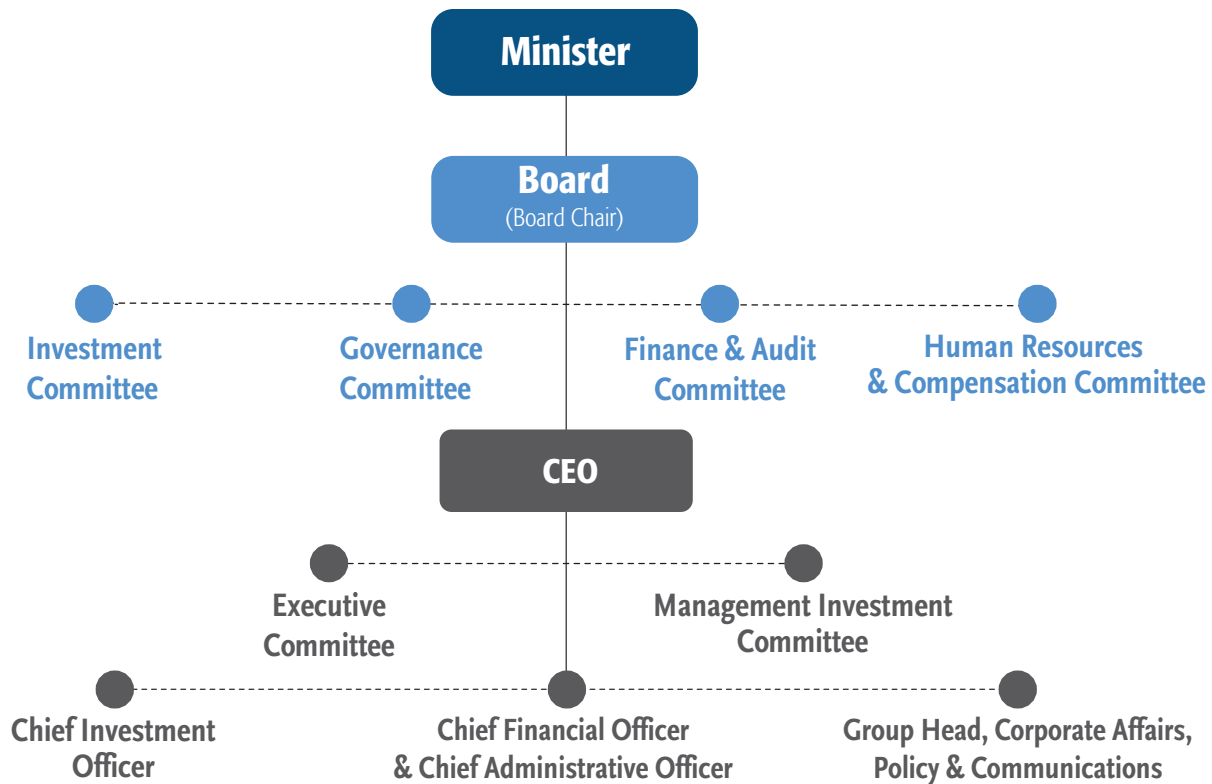 Minister
Board
(Board Chair)
Investment
Committee
Governance
Committee
Finance & Audit
Committee
Human Resources
& Compensation Committee
CEO
Executive
Committee
Management Investment
Committee
Chief Investment
Officer
Chief Financial Officer
& Chief Administrative Officer
Group Head, Corporate Affairs,
Policy & Communications